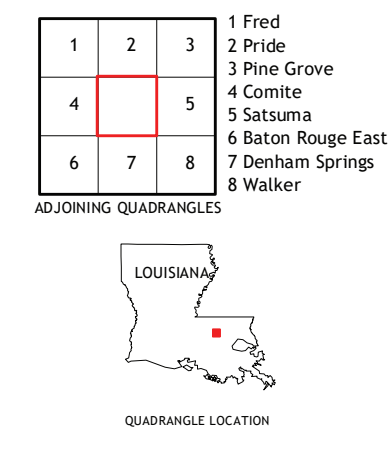 1 2 3
4 5
6 7 8
ADJOINING QUADRANGLES
1 Fred
2 Pride
3 Pine Grove
4 Comite
5 Satsuma
6 Baton Rouge East
7 Denham Springs
8 Walker
LOUISIANA
QUADRANGLE LOCATION